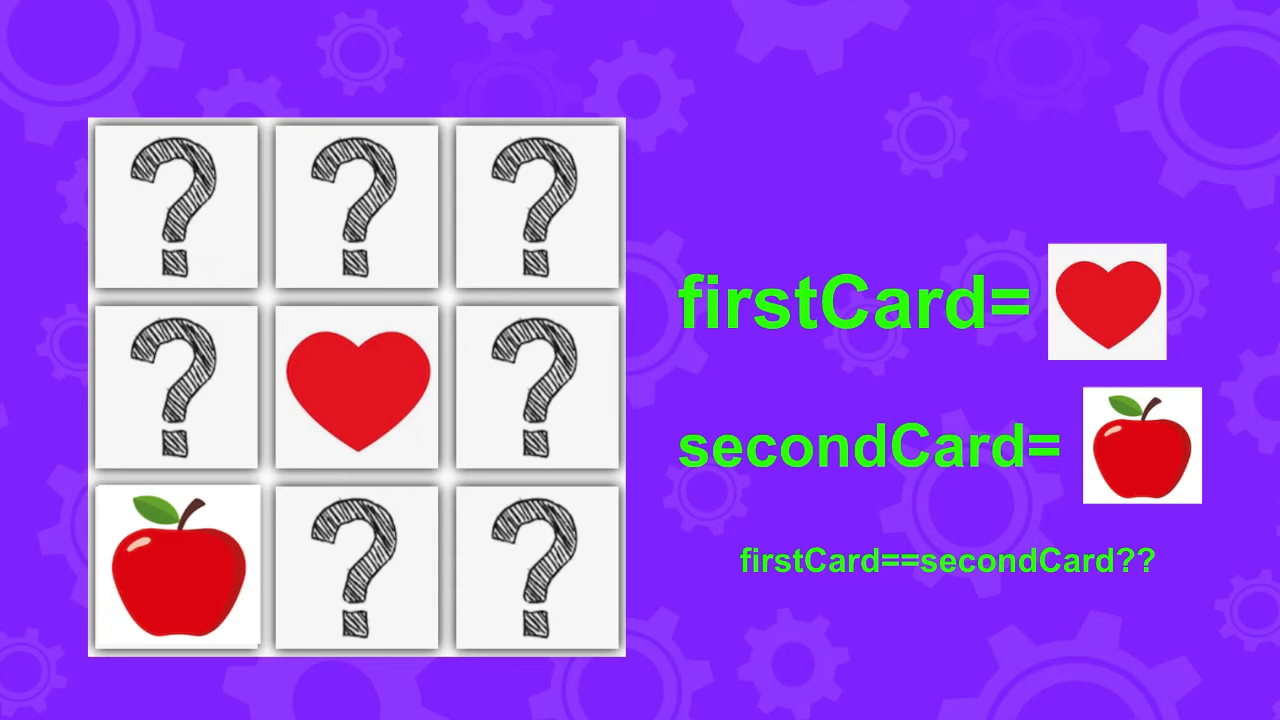 ? ? ?
? ?
? ?
firstCard=
secondCard=
firstCard==secondCard??